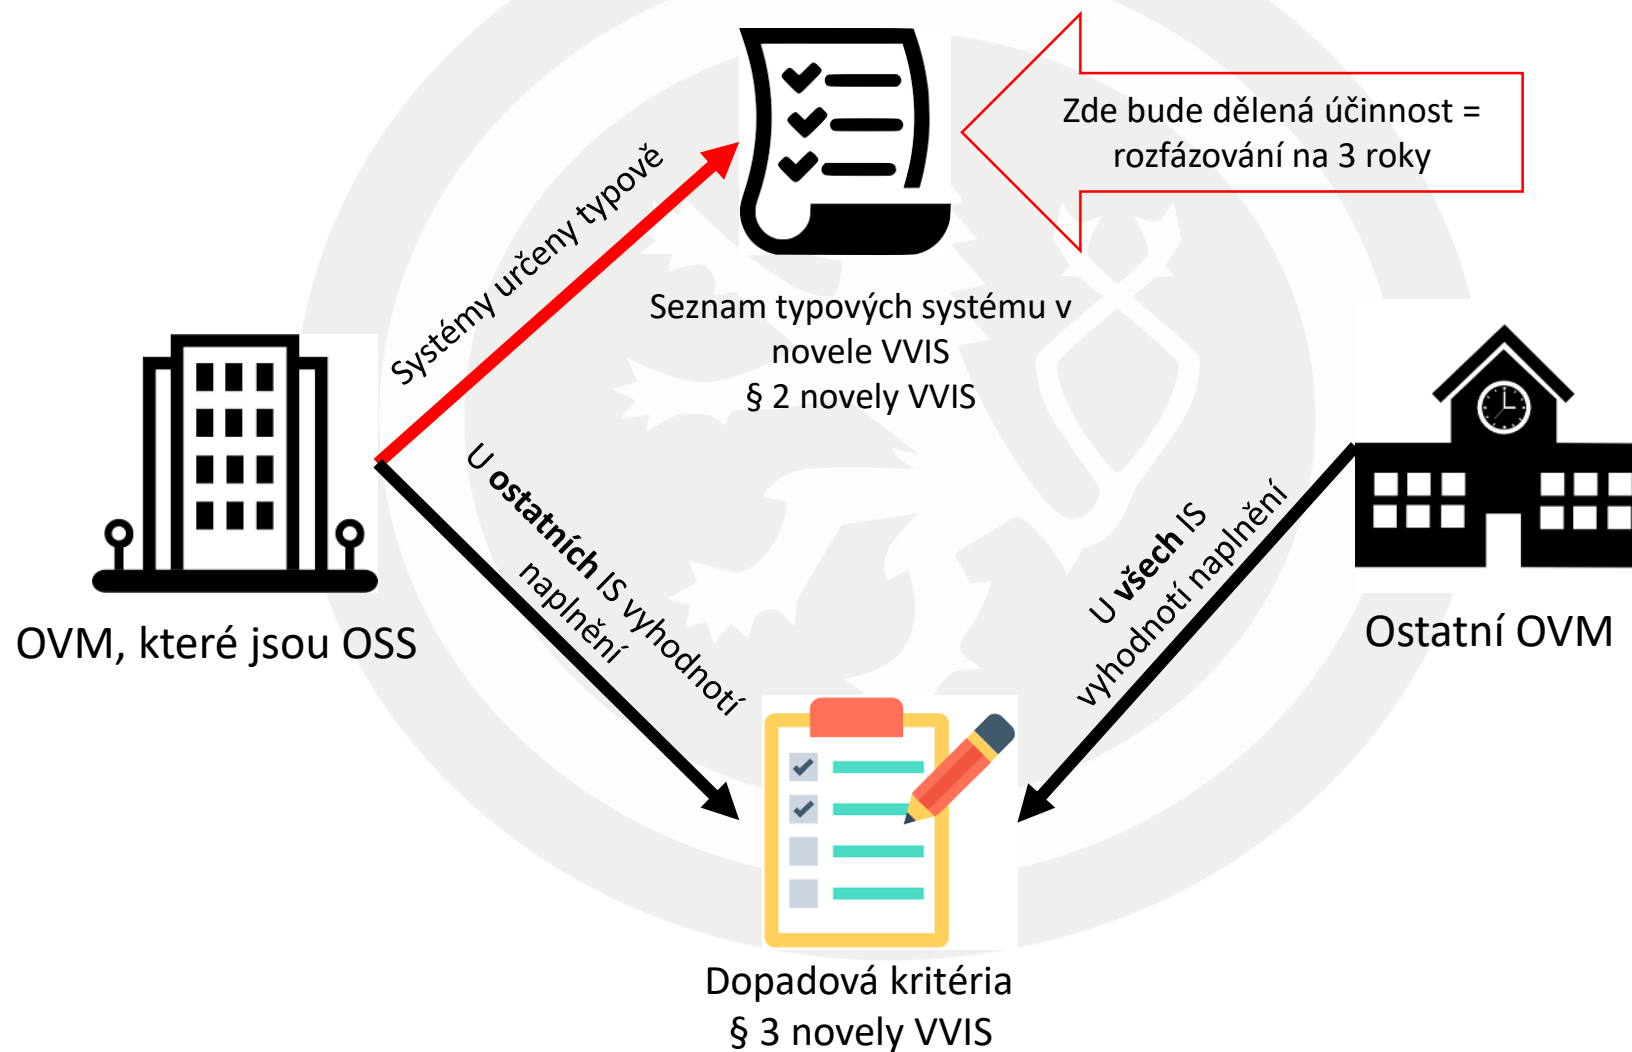 Zde bude dělená účinnost =
rozfázování na 3 roky
Systémy určeny typově
Seznam typových systému v
novele VVIS
§ 2 novely VVIS
U ostatních IS vyhodnotí
naplnění
U všech IS
vyhodnotí naplnění
OVM, které jsou OSS
Ostatní OVM
Dopadová kritéria
§ 3 novely VVIS